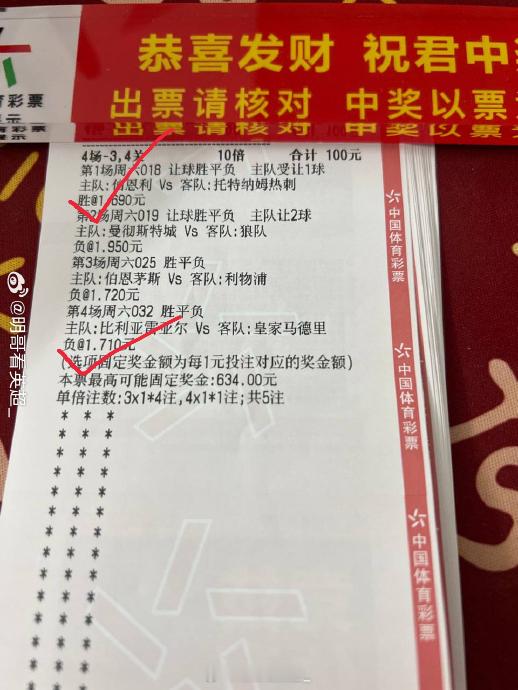 恭喜发财 祝君中
育彩票
出票请核对 中奖以票
4场-3,4关 10倍 合计 100元
第1场周六018 让球胜平负 主队受让1球
主队:伯恩利 Vs 客队:托特纳姆热刺
胜@1.690元
第2场周六019 让球胜平负 主队让2球
主队:曼彻斯特城 Vs 客队:狼队
负@1.950元
第3场周六025 胜平负
主队:伯恩茅斯 Vs 客队:利物浦
负@1.720元
第4场周六032 胜平负
主队:比利亚雷亚尔 Vs 客队:皇家马德里
负@1.710元
(选项固定奖金额为每1元投注对应的奖金额)
本票最高可能固定奖金:634.00元
单倍注数:3x1*4注,4x1*1注;共5注
中国体育彩票
中国体育彩票
中国体育彩票
@明哥看英超_